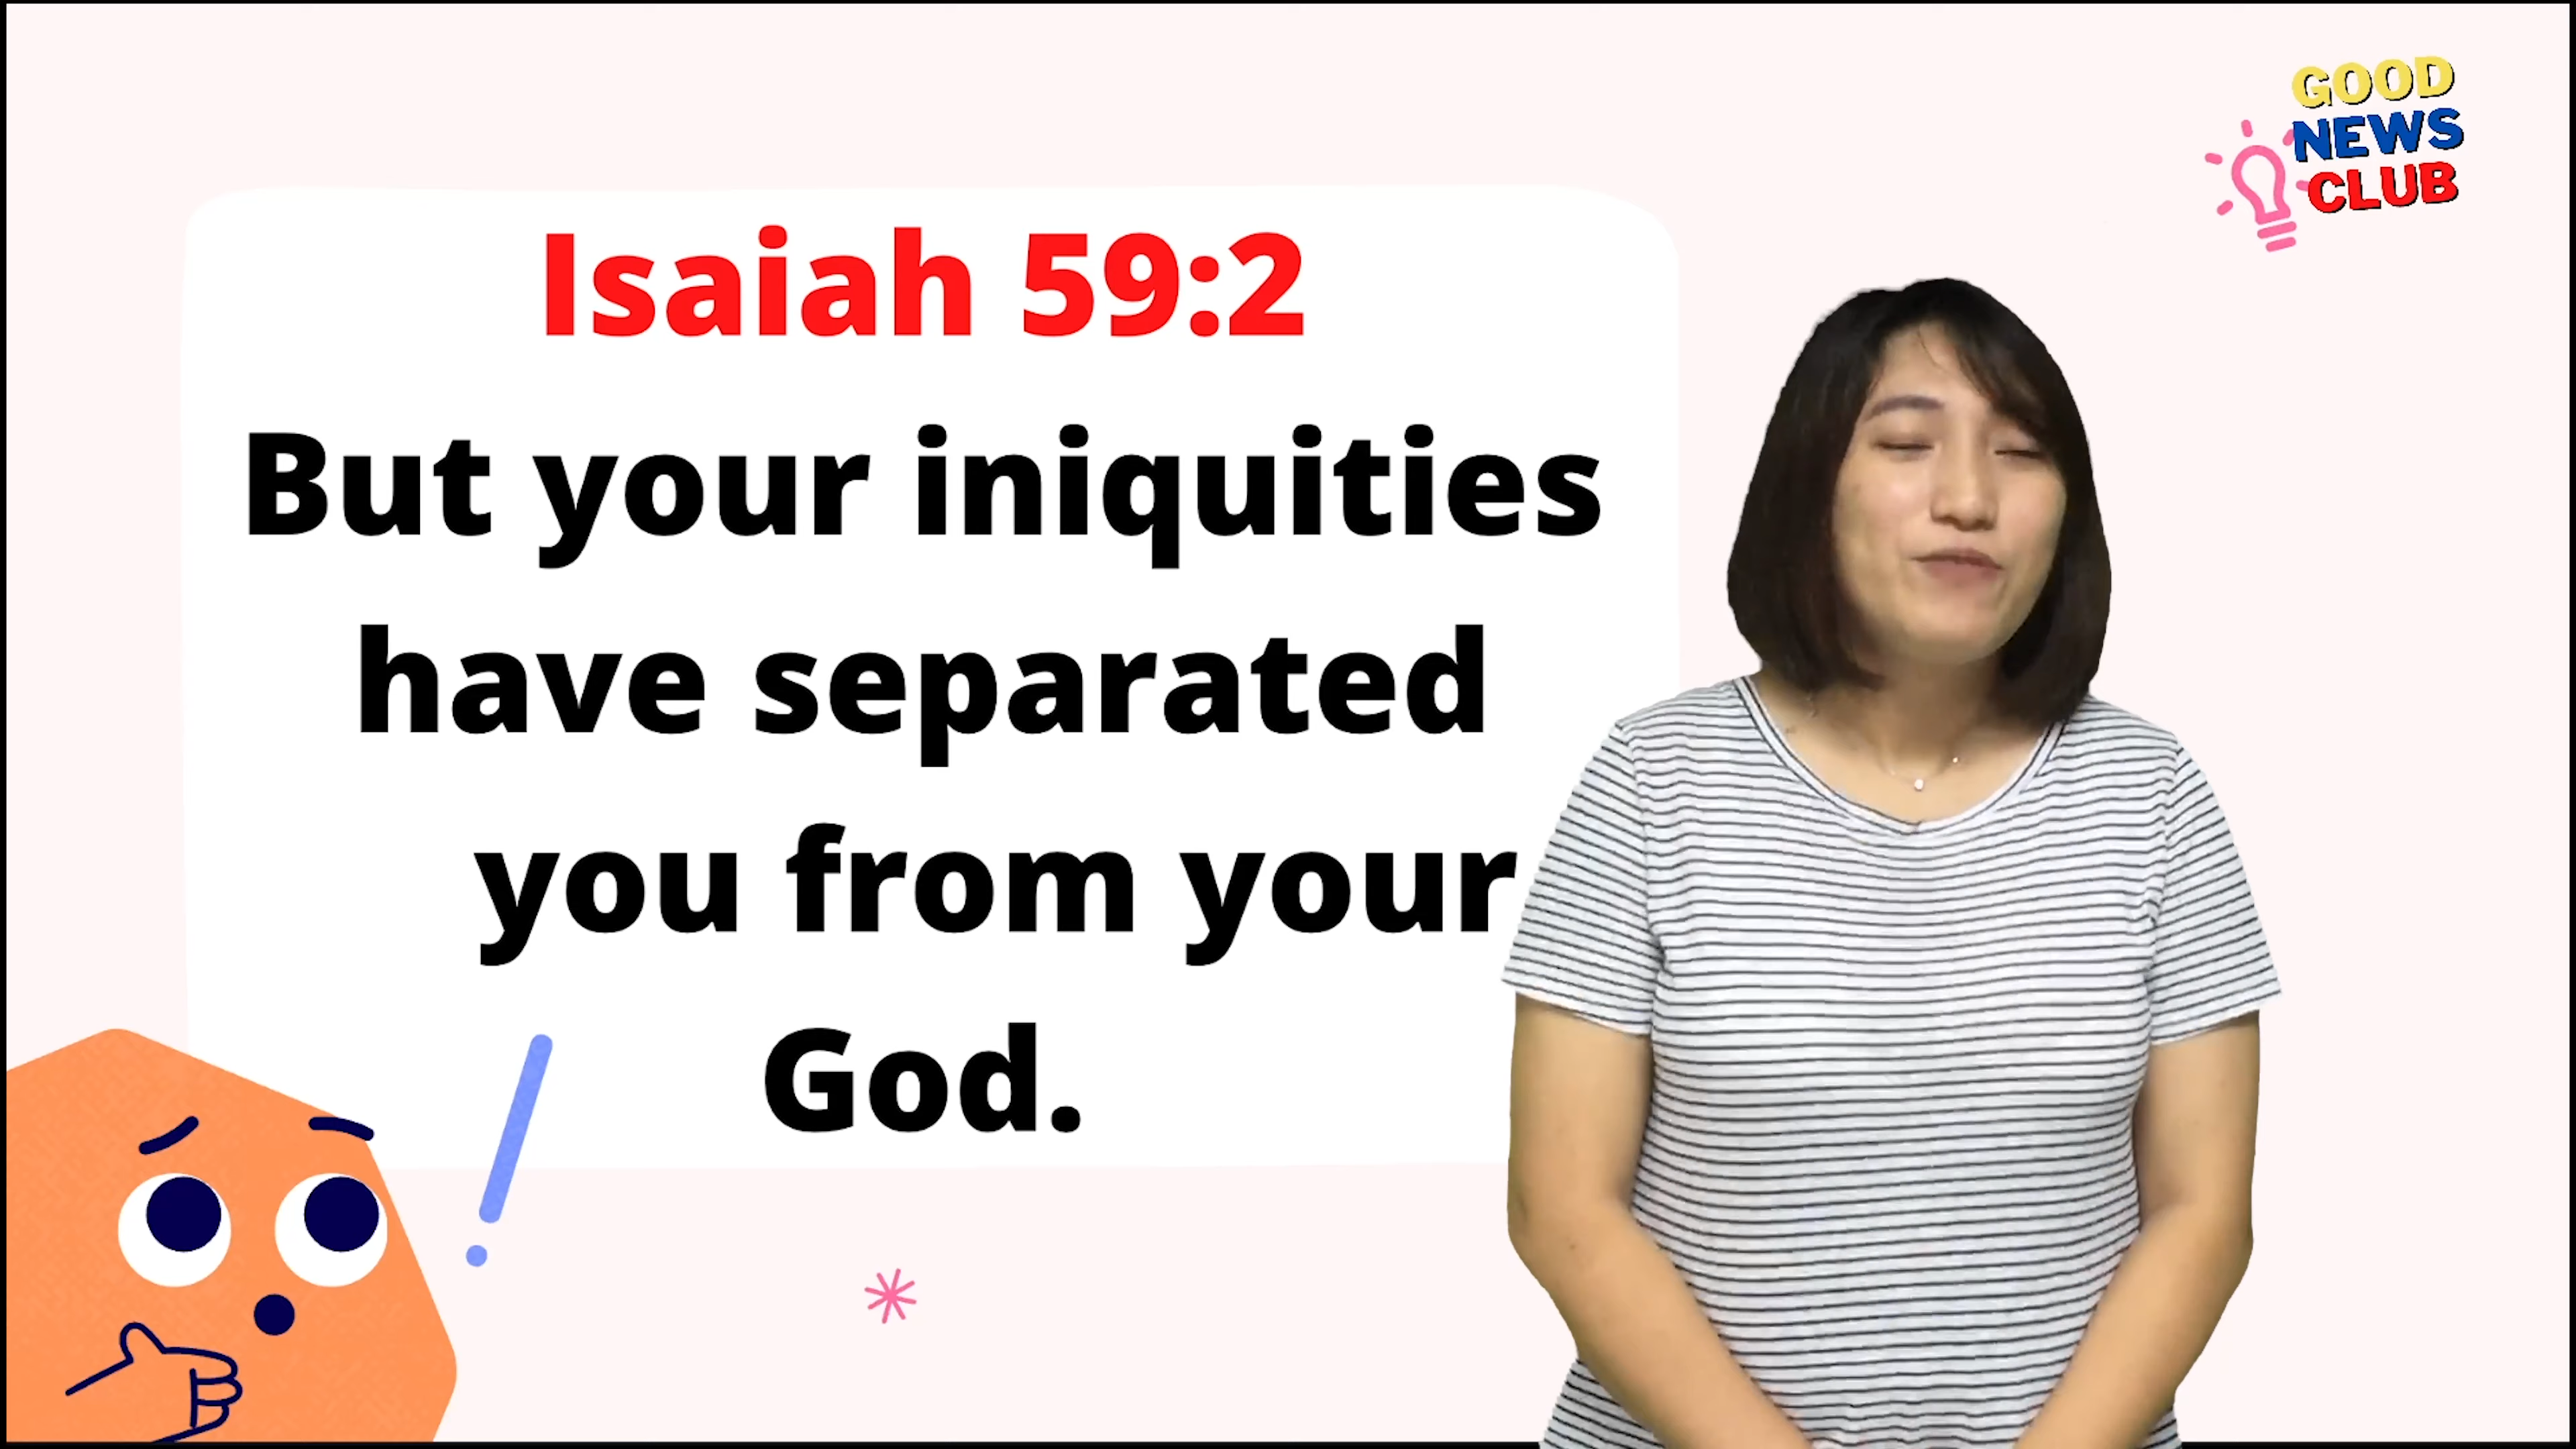 GOOD
NEWS
CLUB
Isaiah 59:2
But your iniquities
have separated
you from your
God.